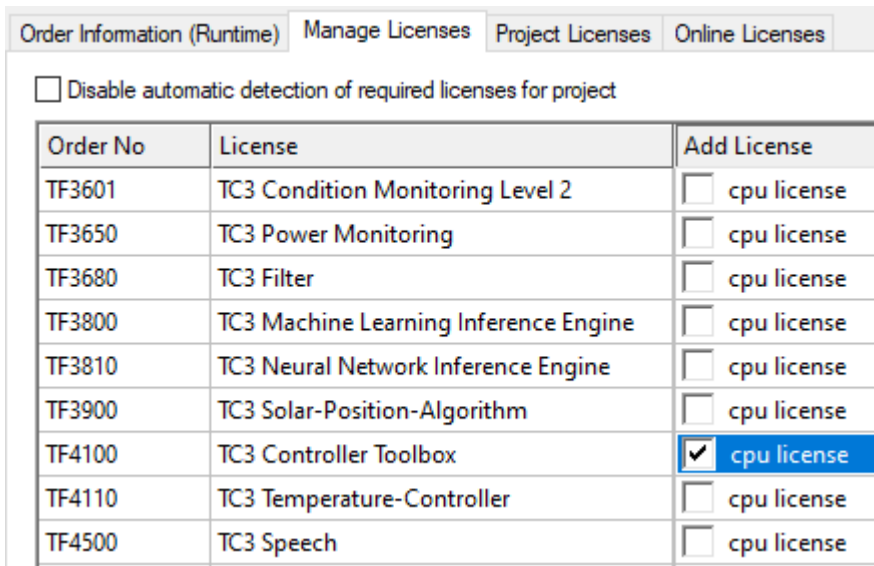 Order Information (Runtime) Manage Licenses Project Licenses Online Licenses
Disable automatic detection of required licenses for project
Order No License Add License
TF3601 TC3 Condition Monitoring Level 2 cpu license
TF3650 TC3 Power Monitoring cpu license
TF3680 TC3 Filter cpu license
TF3800 TC3 Machine Learning Inference Engine cpu license
TF3810 TC3 Neural Network Inference Engine cpu license
TF3900 TC3 Solar-Position-Algorithm cpu license
TF4100 TC3 Controller Toolbox cpu license
TF4110 TC3 Temperature-Controller cpu license
TF4500 TC3 Speech cpu license